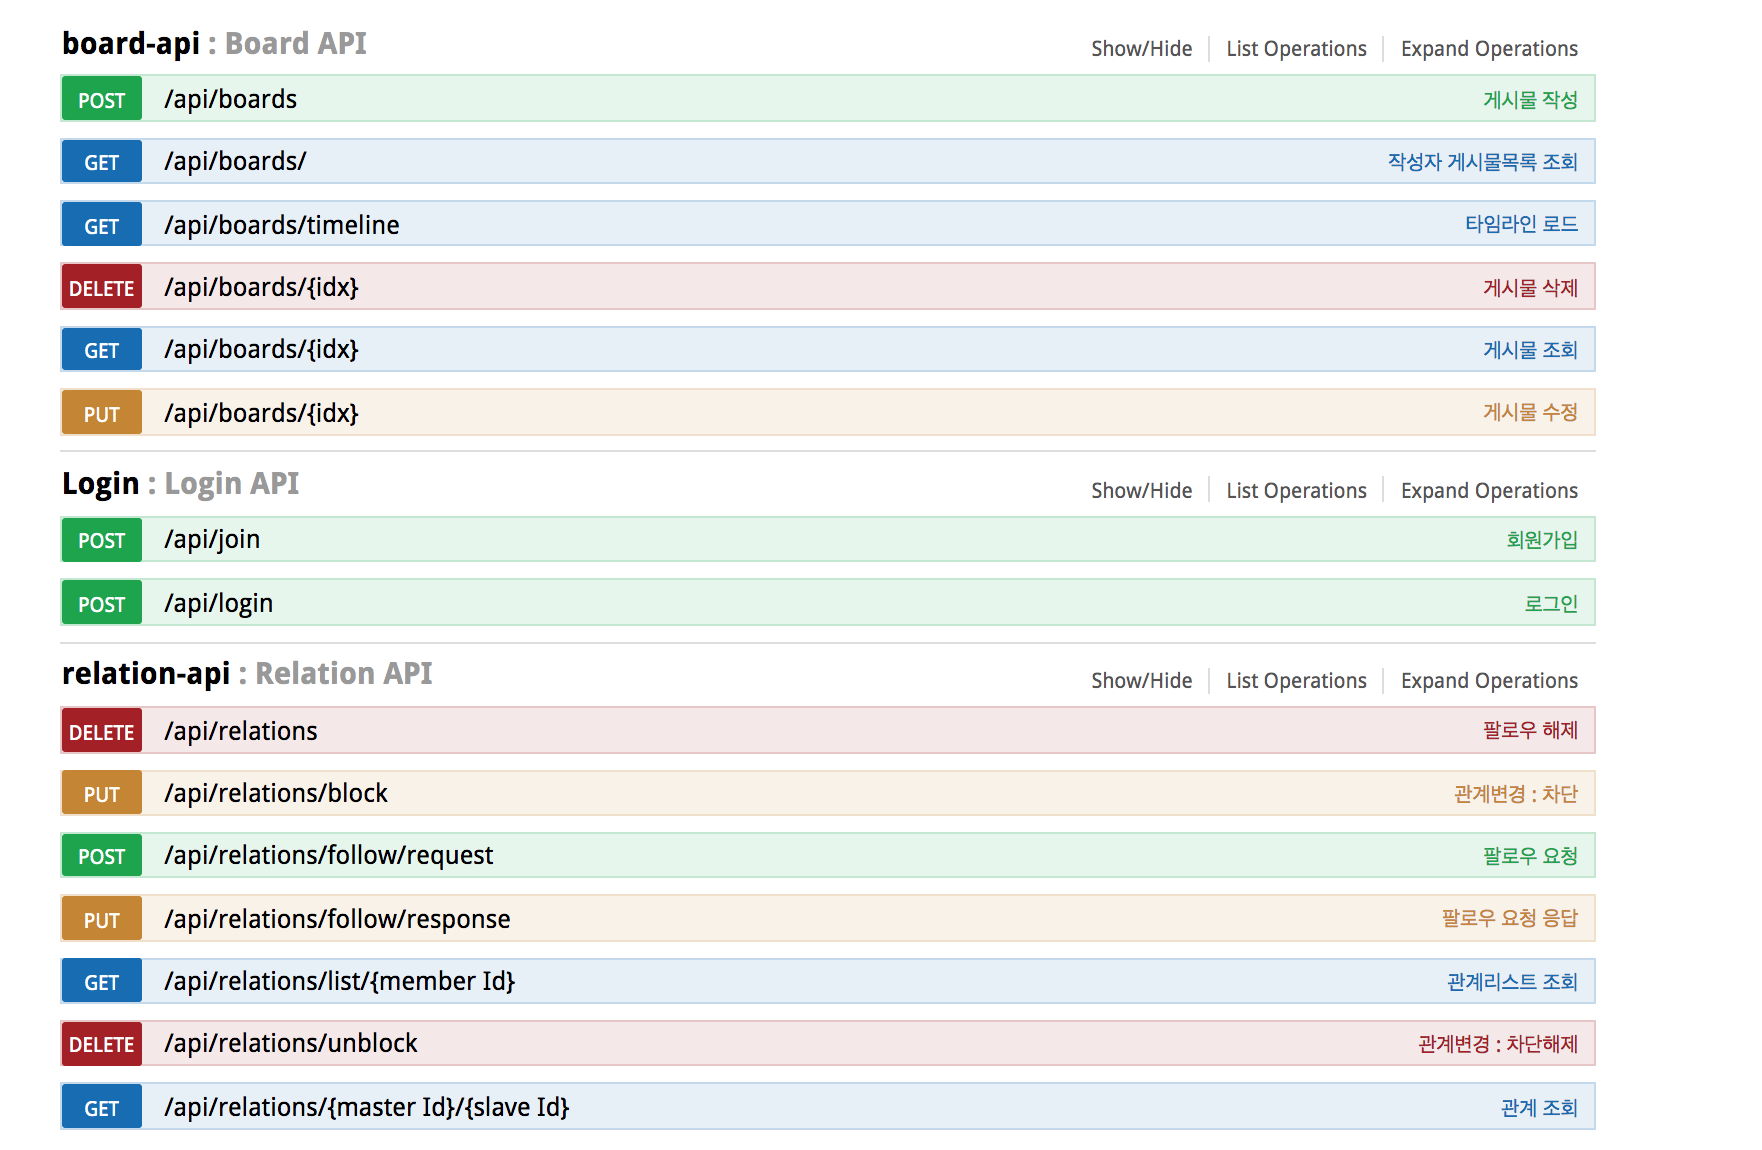 board-api : Board API Show/Hide List Operations Expand Operations
POST /api/boards 게시물 작성
GET /api/boards/ 작성자 게시물목록 조회
GET /api/boards/timeline 타임라인 로드
DELETE /api/boards/{idx} 게시물 삭제
GET /api/boards/{idx} 게시물 조회
PUT /api/boards/{idx} 게시물 수정
Login : Login API Show/Hide List Operations Expand Operations
POST /api/join 회원가입
POST /api/login 로그인
relation-api : Relation API Show/Hide List Operations Expand Operations
DELETE /api/relations 팔로우 해제
PUT /api/relations/block 관계변경 : 차단
POST /api/relations/follow/request 팔로우 요청
PUT /api/relations/follow/response 팔로우 요청 응답
GET /api/relations/list/{member Id} 관계리스트 조회
DELETE /api/relations/unblock 관계변경 : 차단해제
GET /api/relations/{master Id}/{slave Id} 관계 조회